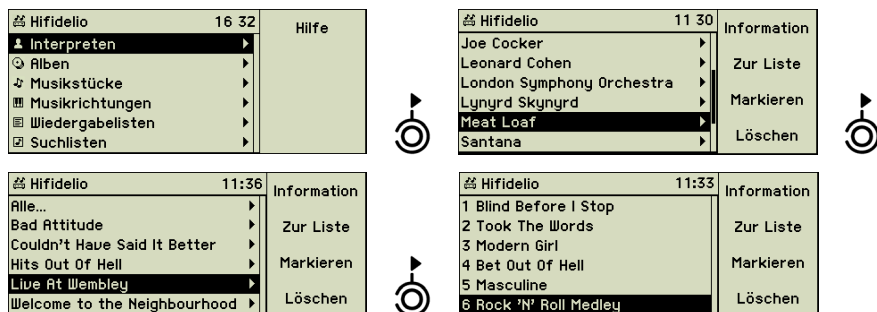 Hifidelio 16 32
Interpreten
Alben
Musikstücke
Musikrichtungen
Wiedergabelisten
Suchlisten
Hilfe
Hifidelio 11 30
Joe Cocker
Leonard Cohen
London Symphony Orchestra
Lynyrd Skynyrd
Meat Loaf
Santana
Information
Zur Liste
Markieren
Löschen
Hifidelio 11:36
Alle...
Bad Attitude
Couldn't Have Said It Better
Hits Out Of Hell
Live At Wembley
Welcome to the Neighbourhood
Information
Zur Liste
Markieren
Löschen
Hifidelio 11:33
1 Blind Before I Stop
2 Took The Words
3 Modern Girl
4 Bet Out Of Hell
5 Masculine
6 Rock 'N' Roll Medley
Information
Zur Liste
Markieren
Löschen